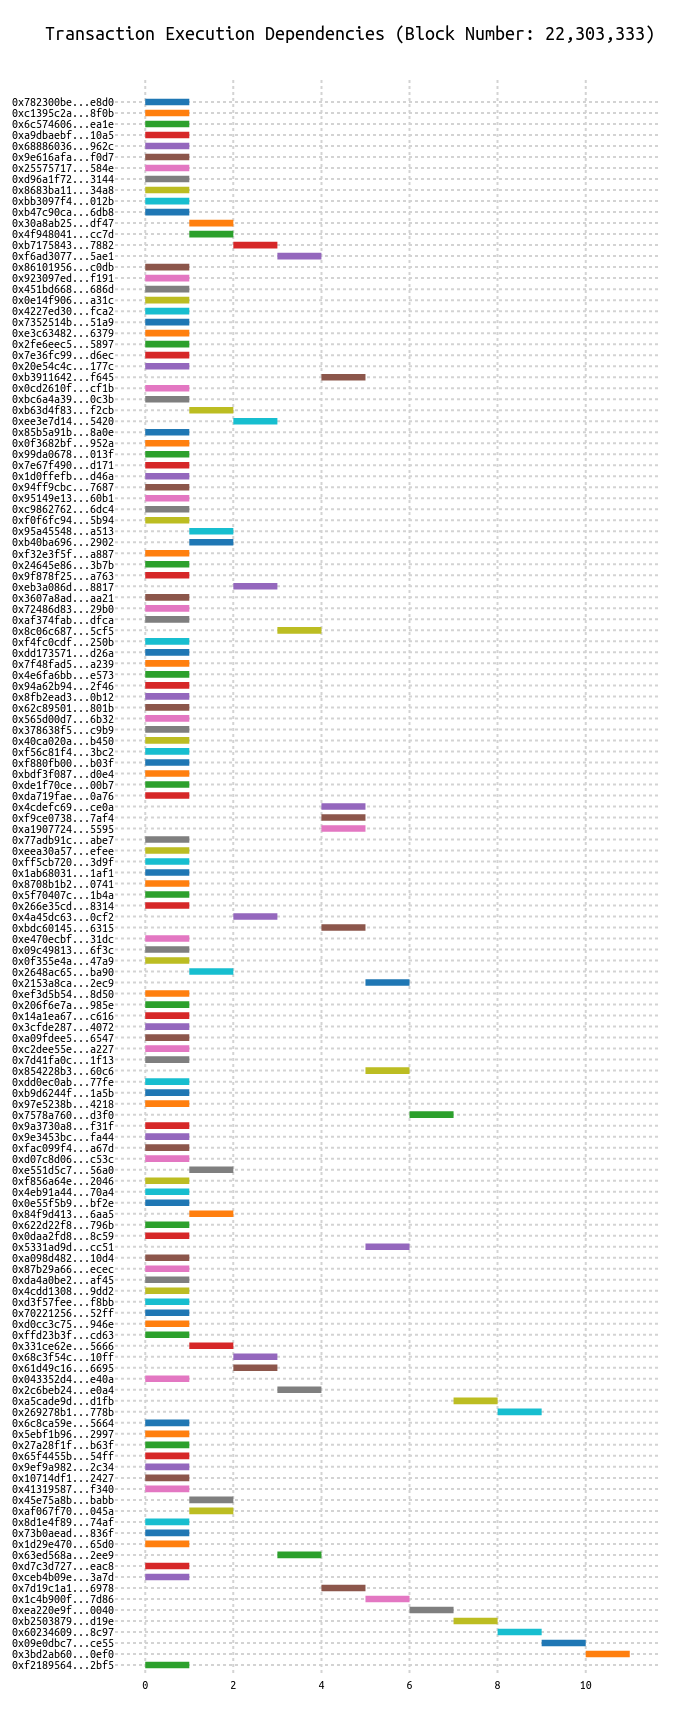 Transaction Execution Dependencies (Block Number: 22,303,333)
0x782300be...e8d0
0xc1395c2a...8f0b
0x6c574606...ea1e
0xa9dbaebf...10a5
0x68886036...962c
0x9e616afa...f0d7
0x25575717...584e
0xd96a1f72...3144
0x8683ba11...34a8
0xbb3097f4...012b
0xb47c90ca...6db8
0x30a8ab25...df47
0x4f948041...cc7d
0xb7175843...7882
0xf6ad3077...5ae1
0x86101956...c0db
0x923097ed...f191
0x451bd668...686d
0x0e14f906...a31c
0x4227ed30...fca2
0x7352514b...51a9
0xe3c63482...6379
0x2fe6eec5...5897
0x7e36fc99...d6ec
0x20e54c4c...177c
0xb3911642...f645
0x0cd2610f...cf1b
0xbc6a4a39...0c3b
0xb63d4f83...f2cb
0xee3e7d14...5420
0x85b5a91b...8a0e
0x0f3682bf...952a
0x99da0678...013f
0x7e67f490...d171
0x1d0ffefb...d46a
0x94ff9cbc...7687
0x95149e13...60b1
0xc9862762...6dc4
0xf0f6fc94...5b94
0x95a45548...a513
0xb40ba696...2902
0xf32e3f5f...a887
0x24645e86...3b7b
0x9f878f25...a763
0xeb3a086d...8817
0x3607a8ad...aa21
0x72486d83...29b0
0xaf374fab...dfca
0x8c06c687...5cf5
0xf4fc0cdf...250b
0xdd173571...d26a
0x7f48fad5...a239
0x4e6fa6bb...e573
0x94a62b94...2f46
0x8fb2ead3...0b12
0x62c89501...801b
0x565d00d7...6b32
0x378638f5...c9b9
0x40ca020a...b450
0xf56c81f4...3bc2
0xf880fb00...b03f
0xbdf3f087...d0e4
0xde1f70ce...00b7
0xda719fae...0a76
0x4cdefc69...ce0a
0xf9ce0738...7af4
0xa1907724...5595
0x77adb91c...abe7
0xeea30a57...efee
0xff5cb720...3d9f
0x1ab68031...1af1
0x8708b1b2...0741
0x5f70407c...1b4a
0x266e35cd...8314
0x4a45dc63...0cf2
0xbdc60145...6315
0xe470ecbf...31dc
0x09c49813...6f3c
0x0f355e4a...47a9
0x2648ac65...ba90
0x2153a8ca...2ec9
0xef3d5b54...8d50
0x206f6e7a...985e
0x14a1ea67...c616
0x3cfde287...4072
0xa09fdee5...6547
0xc2dee55e...a227
0x7d41fa0c...1f13
0x854228b3...60c6
0xdd0ec0ab...77fe
0xb9d6244f...1a5b
0x97e5238b...4218
0x7578a760...d3f0
0x9a3730a8...f31f
0x9e3453bc...fa44
0xfac099f4...a67d
0xd07c8d06...c53c
0xe551d5c7...56a0
0xf856a64e...2046
0x4eb91a44...70a4
0x0e55f5b9...bf2e
0x84f9d413...6aa5
0x622d22f8...796b
0x0daa2fd8...8c59
0x5331ad9d...cc51
0xa098d482...10d4
0x87b29a66...ecec
0xda4a0be2...af45
0x4cdd1308...9dd2
0xd3f57fee...f8bb
0x70221256...52ff
0xd0cc3c75...946e
0xffd23b3f...cd63
0x331ce62e...5666
0x68c3f54c...10ff
0x61d49c16...6695
0x043352d4...e40a
0x2c6beb24...e0a4
0xa5cade9d...d1fb
0x269278b1...778b
0x6c8ca59e...5664
0x5ebf1b96...2997
0x27a28f1f...b63f
0x65f4455b...54ff
0x9ef9a982...2c34
0x10714df1...2427
0x41319587...f340
0x45e75a8b...babb
0xaf067f70...045a
0x8d1e4f89...74af
0x73b0aead...836f
0x1d29e470...65d0
0x63ed568a...2ee9
0xd7c3d727...eac8
0xceb4b09e...3a7d
0x7d19c1a1...6978
0x1c4b900f...7d86
0xea220e9f...0040
0xb2503879...d19e
0x60234609...8c97
0x09e0dbc7...ce55
0x3bd2ab60...0ef0
0xf2189564...2bf5
0 2 4 6 8 10